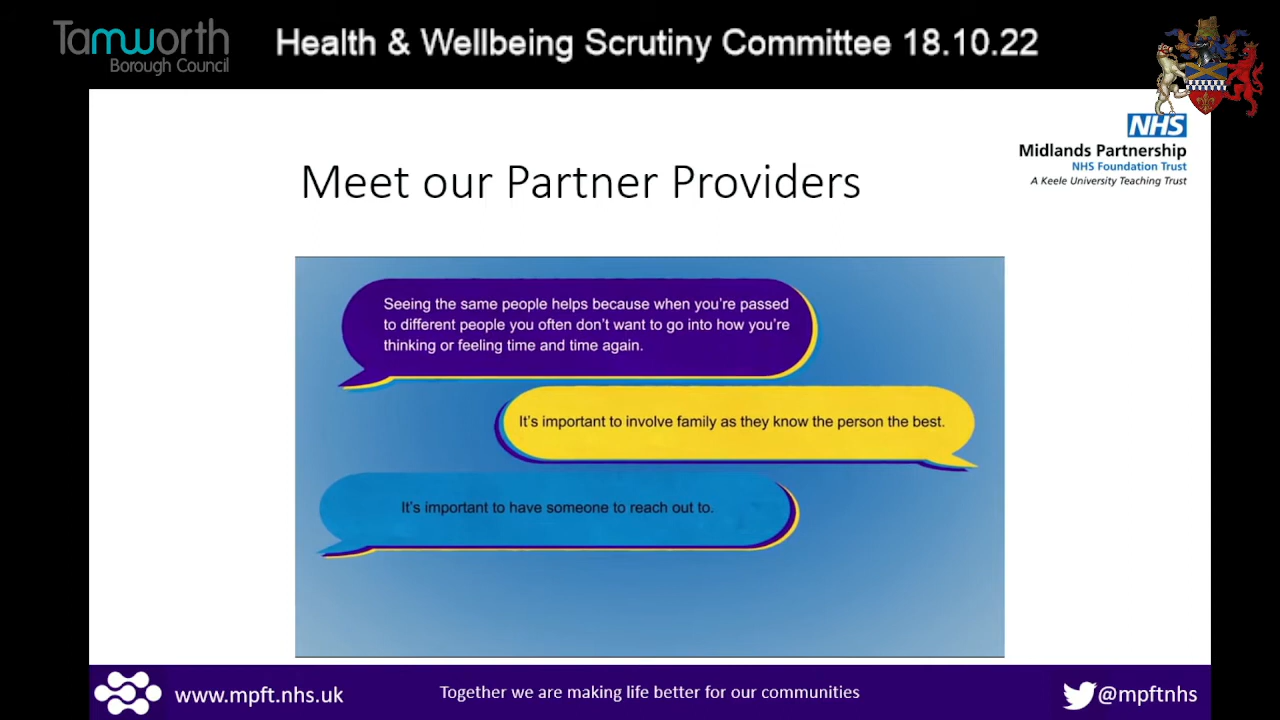 Tamworth
Borough Council
Health & Wellbeing Scrutiny Committee 18.10.22
NHS
Midlands Partnership
NHS Foundation Trust
A Keele University Teaching Trust
Meet our Partner Providers
Seeing the same people helps because when you're passed
to different people you often don't want to go into how you're
thinking or feeling time and time again.
It's important to involve family as they know the person the best.
It's important to have someone to reach out to.
www.mpft.nhs.uk
Together we are making life better for our communities
@mpftnhs